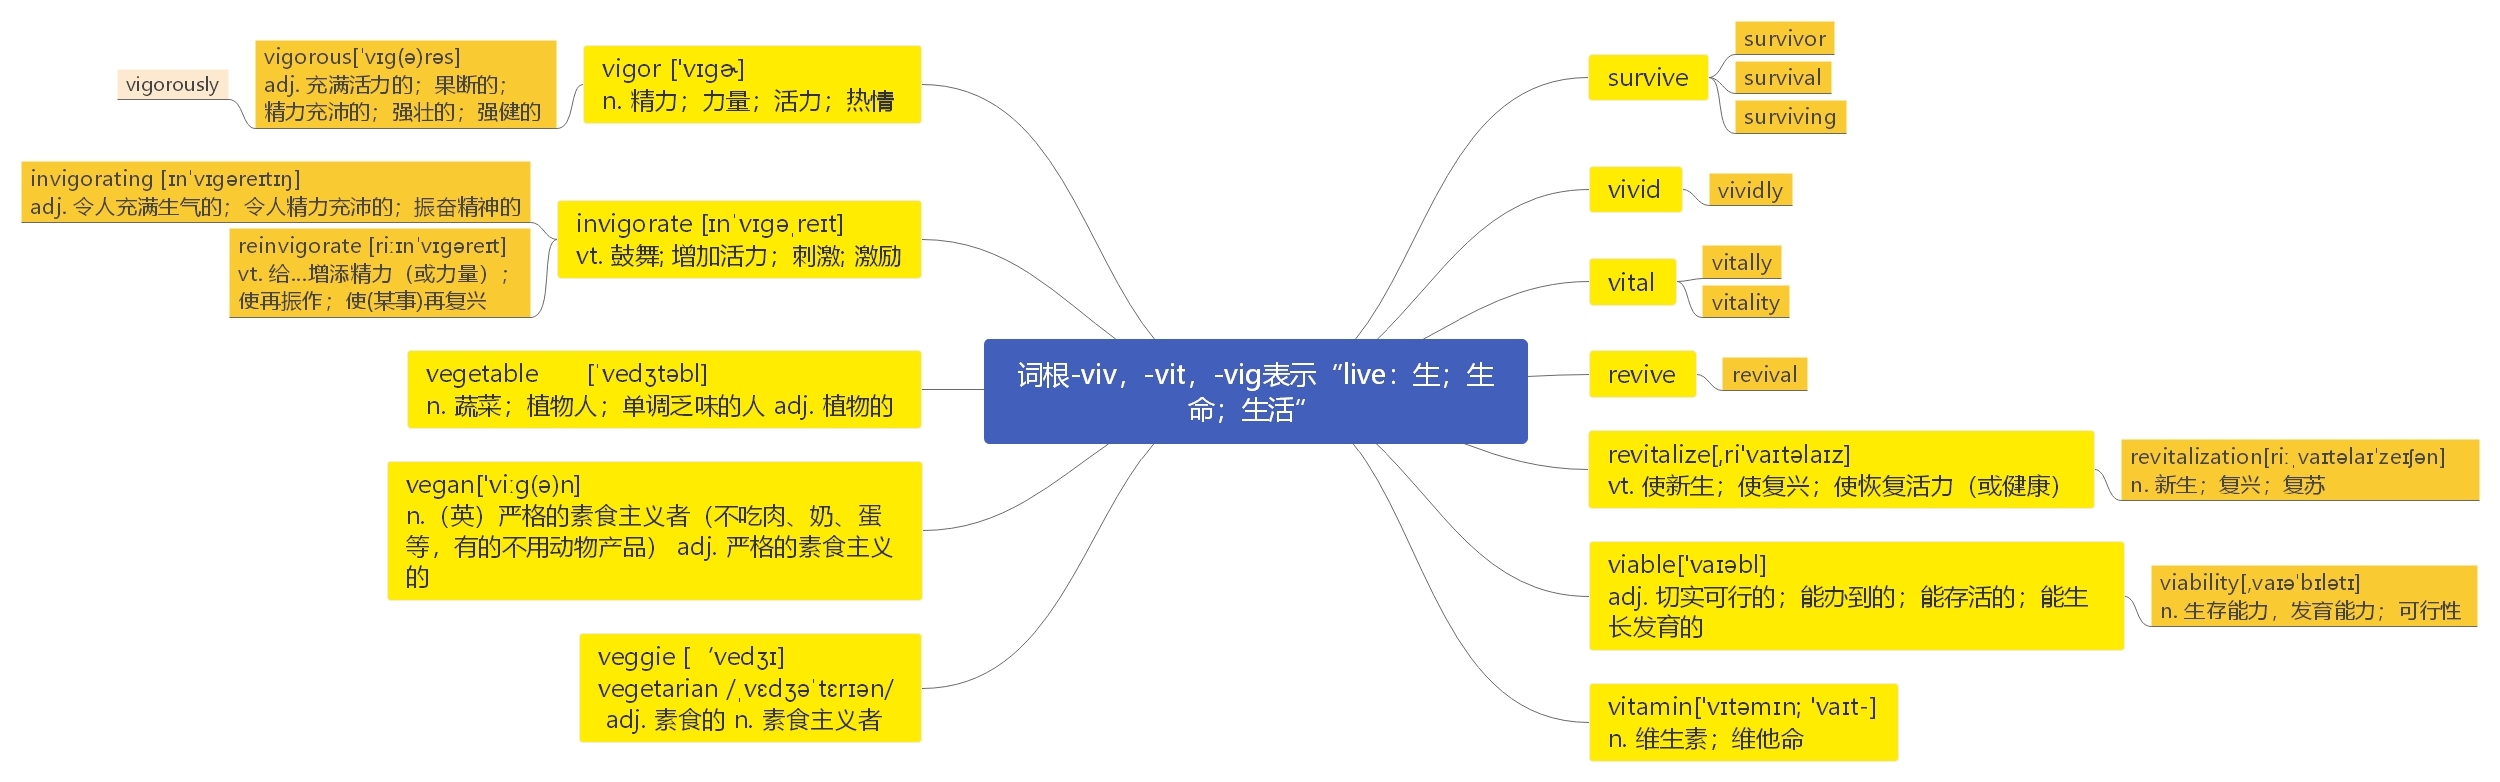 词根-viv，-vit，-vig表示“live：生；生
命；生活”
survive
survivor
survival
surviving
vivid
vividly
vital
vitally
vitality
revive
revival
revitalize[,ri'vaɪtəlaɪz]
vt. 使新生；使复兴；使恢复活力（或健康）
revitalization[riːˌvaɪtəlaɪˈzeɪʃən]
n. 新生；复兴；复苏
viable['vaɪəbl]
adj. 切实可行的；能办到的；能存活的；能生
长发育的
viability[,vaɪəˈbɪlətɪ]
n. 生存能力，发育能力；可行性
vitamin['vɪtəmɪn; 'vaɪt-]
n. 维生素；维他命
vigor ['vɪgɚ]
n. 精力；力量；活力；热情
vigorous[ˈvɪg(ə)rəs]
adj. 充满活力的；果断的；
精力充沛的；强壮的；强健的
vigorously
invigorate [ɪnˈvɪgəˌreɪt]
vt. 鼓舞; 增加活力；刺激; 激励
invigorating [ɪnˈvɪgəreɪtɪŋ]
adj. 令人充满生气的；令人精力充沛的；振奋精神的
reinvigorate [riːɪnˈvɪgəreɪt]
vt. 给...增添精力（或力量）；
使再振作；使(某事)再复兴
vegetable [ˈvedʒtəbl]
n. 蔬菜；植物人；单调乏味的人 adj. 植物的
vegan['viːg(ə)n]
n.（英）严格的素食主义者（不吃肉、奶、蛋
等，有的不用动物产品） adj. 严格的素食主义
的
veggie [ ′vedʒɪ]
vegetarian /ˌvɛdʒəˈtɛrɪən/
adj. 素食的 n. 素食主义者